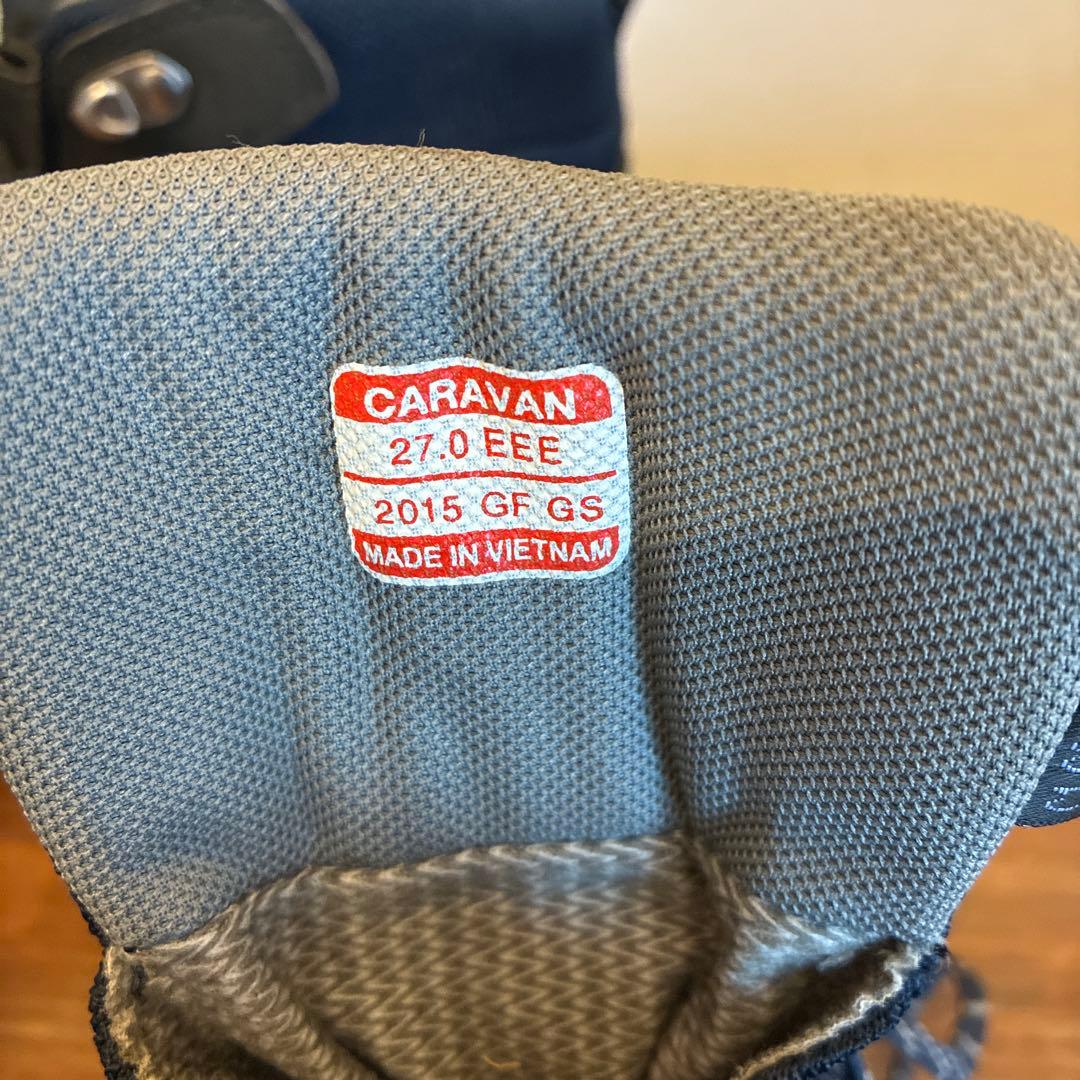 CARAVAN
27.0 EEE
2015 GF GS
MADE IN VIETNAM